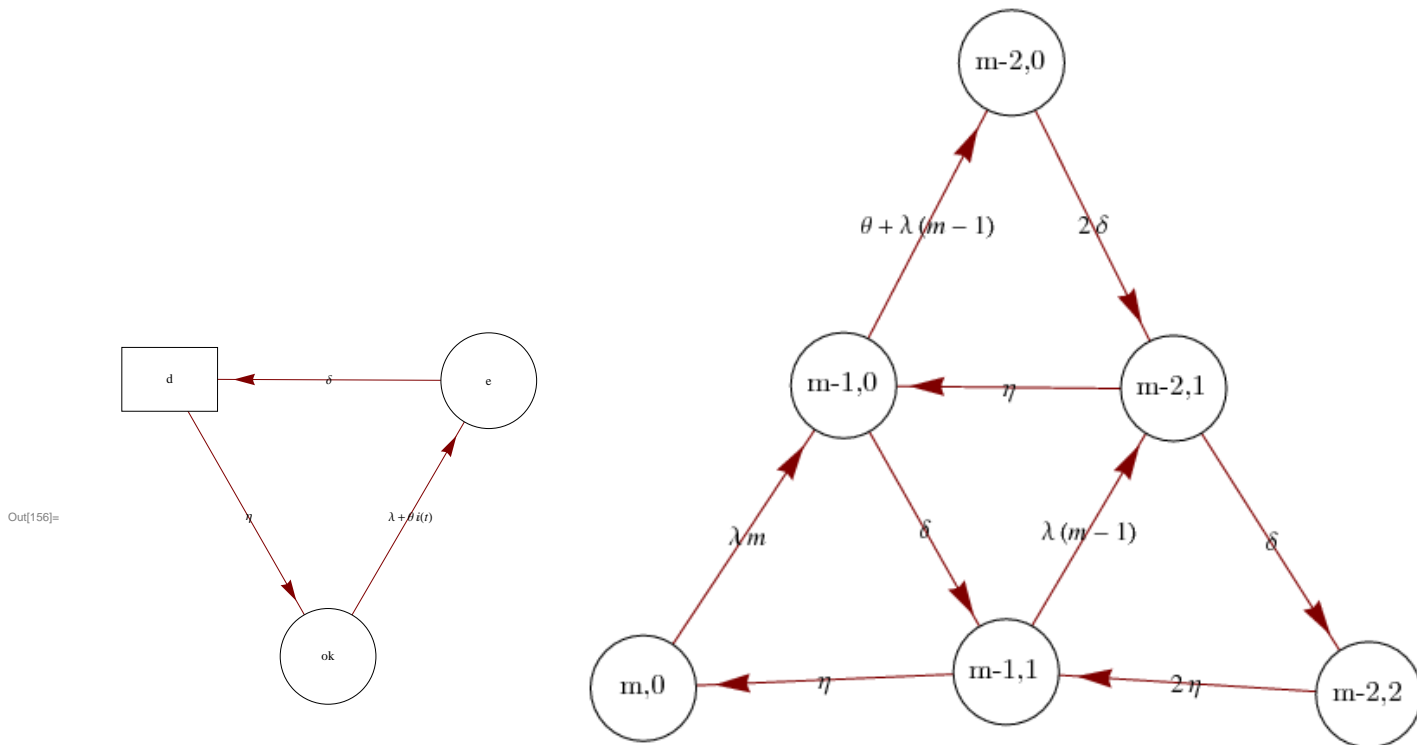 m-2,0
θ + λ (m − 1)
2 δ
d
δ
e
m-1,0
η
m-2,1
Out[156]=
η
λ + θ i(t)
λ m
δ
λ (m − 1)
δ
ok
m,0
η
m-1,1
2 η
m-2,2